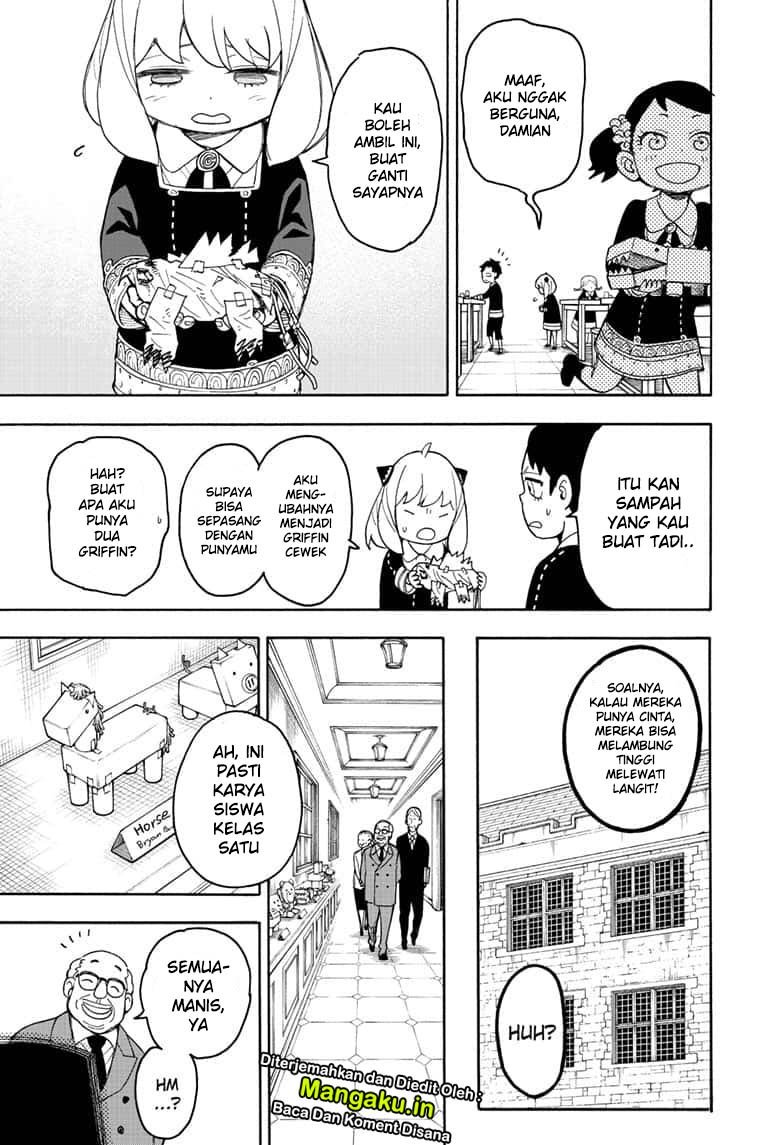 MAAF,
AKU NGGAK
BERGUNA,
DAMIAN
KAU
BOLEH
AMBIL INI,
BUAT
GANTI
SAYAPNYA
ITU KAN
SAMPAH
YANG KAU
BUAT TADI..
AKU
MENG-
UBAHNYA
MENJADI
GRIFFIN
CEWEK
SUPAYA
BISA
SEPASANG
DENGAN
PUNYAMU
HAH?
BUAT
APA AKU
PUNYA
DUA
GRIFFIN?
SOALNYA,
KALAU MEREKA
PUNYA CINTA,
MEREKA BISA
MELAMBUNG
TINGGI
MELEWATI
LANGIT!
HUH?
AH, INI
PASTI
KARYA
SISWA
KELAS
SATU
Horse
SEMUA-
NYA
MANIS,
YA
HM
...?
Diterjemahkan dan Diedit Oleh :
Mangaku.in
Baca Dan Koment Disana